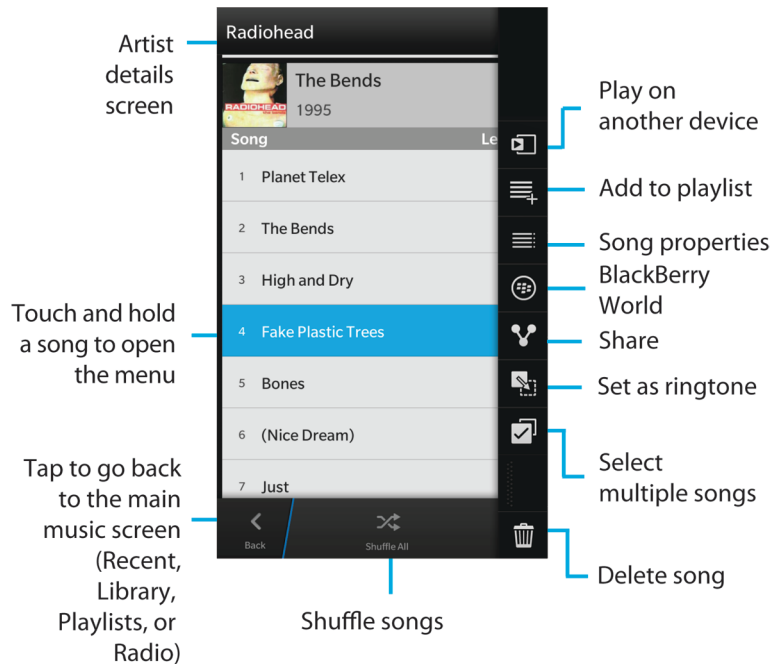 Artist
details
screen
Radiohead
RADIOHEAD
The Bends
1995
Song Le
1 Planet Telex
2 The Bends
3 High and Dry
4 Fake Plastic Trees
5 Bones
6 (Nice Dream)
7 Just
Back
Shuffle All
Touch and hold
a song to open
the menu
Tap to go back
to the main
music screen
(Recent,
Library,
Playlists, or
Radio)
Shuffle songs
Play on
another device
Add to playlist
Song properties
BlackBerry
World
Share
Set as ringtone
Select
multiple songs
Delete song